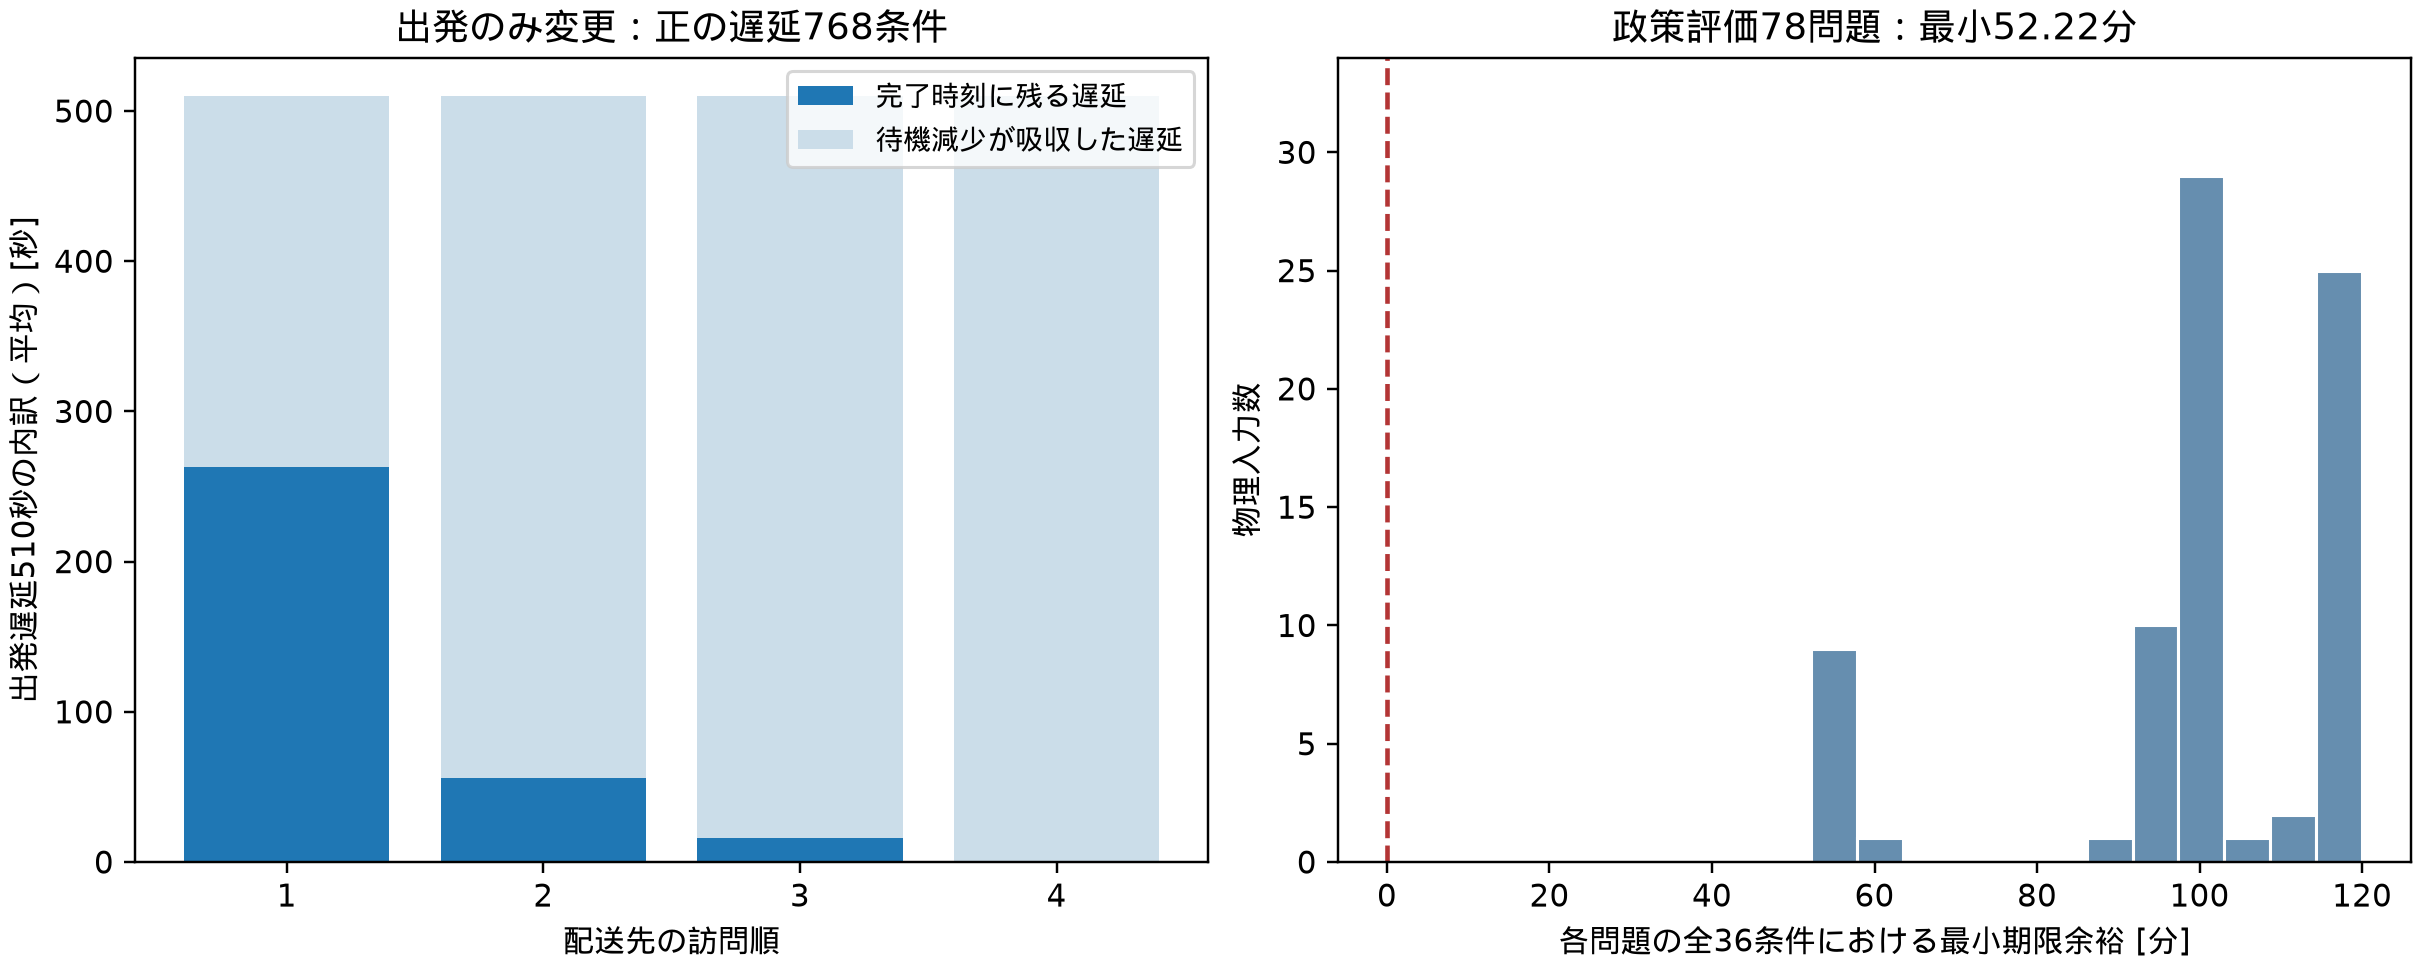 出発のみ変更：正の遅延768条件
完了時刻に残る遅延
待機減少が吸収した遅延
出発遅延510秒の内訳（平均）[秒]
500
400
300
200
100
0
1 2 3 4
配送先の訪問順
政策評価78問題：最小52.22分
物理入力数
30
25
20
15
10
5
0
0 20 40 60 80 100 120
各問題の全36条件における最小期限余裕 [分]